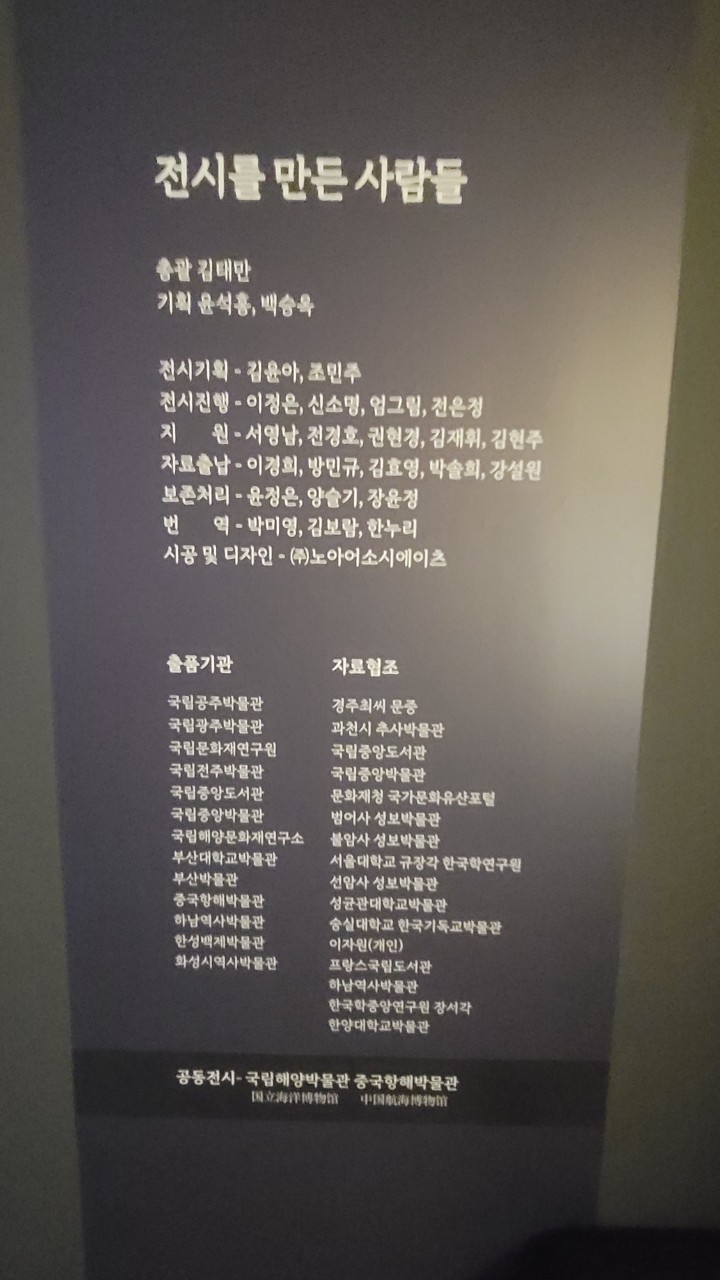 전시를 만든 사람들
총괄 김태만
기획 윤석홍, 백승옥
전시기획 - 김윤아, 조민주
전시진행 - 이정은, 신소명, 엄그림, 전은정
지 원 - 서영남, 전경호, 권현경, 김재휘, 김현주
자료출납 - 이경희, 방민규, 김효영, 박솔희, 강설원
보존처리 - 윤정은, 양슬기, 장윤정
번 역 - 박미영, 김보람, 한누리
시공 및 디자인 - ㈜노아어소시에이츠
출품기관
국립공주박물관
국립광주박물관
국립문화재연구원
국립전주박물관
국립중앙도서관
국립중앙박물관
국립해양문화재연구소
부산대학교박물관
부산박물관
중국항해박물관
하남역사박물관
한성백제박물관
화성시역사박물관
자료협조
경주최씨 문중
과천시 추사박물관
국립중앙도서관
국립중앙박물관
문화재청 국가문화유산포털
범어사 성보박물관
불암사 성보박물관
서울대학교 규장각 한국학연구원
선암사 성보박물관
성균관대학교박물관
숭실대학교 한국기독교박물관
이자원(개인)
프랑스국립도서관
하남역사박물관
한국학중앙연구원 장서각
한양대학교박물관
공동전시- 국립해양박물관 중국항해박물관
国立海洋博物馆 中国航海博物馆